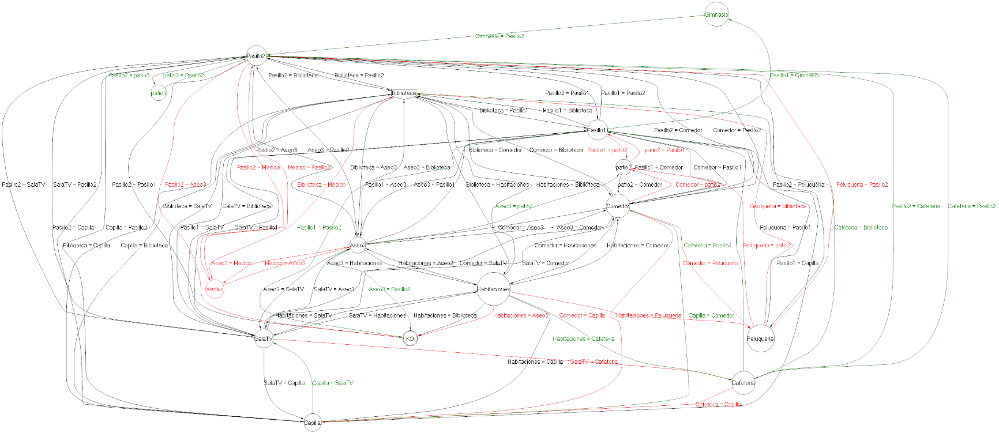 Gimnasio
Gimnasio = Pasillo2
Pasillo2
Pasillo2 = patio3
patio3 = Pasillo2
Pasillo2 = Biblioteca
Biblioteca = Pasillo2
Pasillo1 = Gimnasio
patio3
Biblioteca
Pasillo2 = Pasillo1
Pasillo1 = Pasillo2
Biblioteca = Pasillo1
Pasillo1 = Biblioteca
Pasillo1
Pasillo2 = Comedor
Comedor = Pasillo2
Pasillo2 = Aseo3
Aseo3 = Pasillo2
Biblioteca = Comedor
Comedor = Biblioteca
Pasillo1 = patio2
patio2 = Pasillo1
Pasillo2 = Medico
Medico = Pasillo2
Biblioteca = Aseo3
Aseo3 = Biblioteca
patio2
Pasillo1 = Comedor
Comedor = Pasillo1
Pasillo2 = SalaTV
SalaTV = Pasillo2
Pasillo2 = Pasillo1
Pasillo2 = Aseo3
Biblioteca = Medico
Pasillo1 = Aseo3
Aseo3 = Pasillo1
Biblioteca = Habitaciones
Habitaciones = Biblioteca
patio2 = Comedor
Comedor = patio2
Pasillo2 = Peluqueria
Peluqueria = Pasillo2
Biblioteca = SalaTV
SalaTV = Biblioteca
Aseo3 = patio2
Comedor
Peluqueria = Biblioteca
Pasillo2 = Cafeteria
Cafeteria = Pasillo2
Pasillo2 = Capilla
Capilla = Pasillo2
Pasillo1 = SalaTV
SalaTV = Pasillo1
Pasillo1 = Pasillo2
Comedor = Aseo3
Aseo3 = Comedor
Peluqueria = Pasillo1
Cafeteria = Biblioteca
Biblioteca = Capilla
Capilla = Biblioteca
Aseo3
Comedor = Habitaciones
Habitaciones = Comedor
Cafeteria = Pasillo1
Peluqueria = patio2
Aseo3 = Medico
Medico = Aseo3
Aseo3 = Habitaciones
Habitaciones = Aseo3
Comedor = SalaTV
SalaTV = Comedor
Comedor = Peluqueria
Pasillo1 = Capilla
Medico
Aseo3 = SalaTV
SalaTV = Aseo3
Aseo3 = Pasillo2
Habitaciones
Habitaciones = SalaTV
SalaTV = Habitaciones
Habitaciones = Biblioteca
Habitaciones = Aseo3
Comedor = Capilla
Habitaciones = Peluqueria
Capilla = Comedor
SalaTV
KO
Habitaciones = Cafeteria
Peluqueria
Habitaciones = Capilla
SalaTV = Cafeteria
SalaTV = Capilla
Capilla = SalaTV
Cafeteria
Cafeteria = Capilla
Capilla